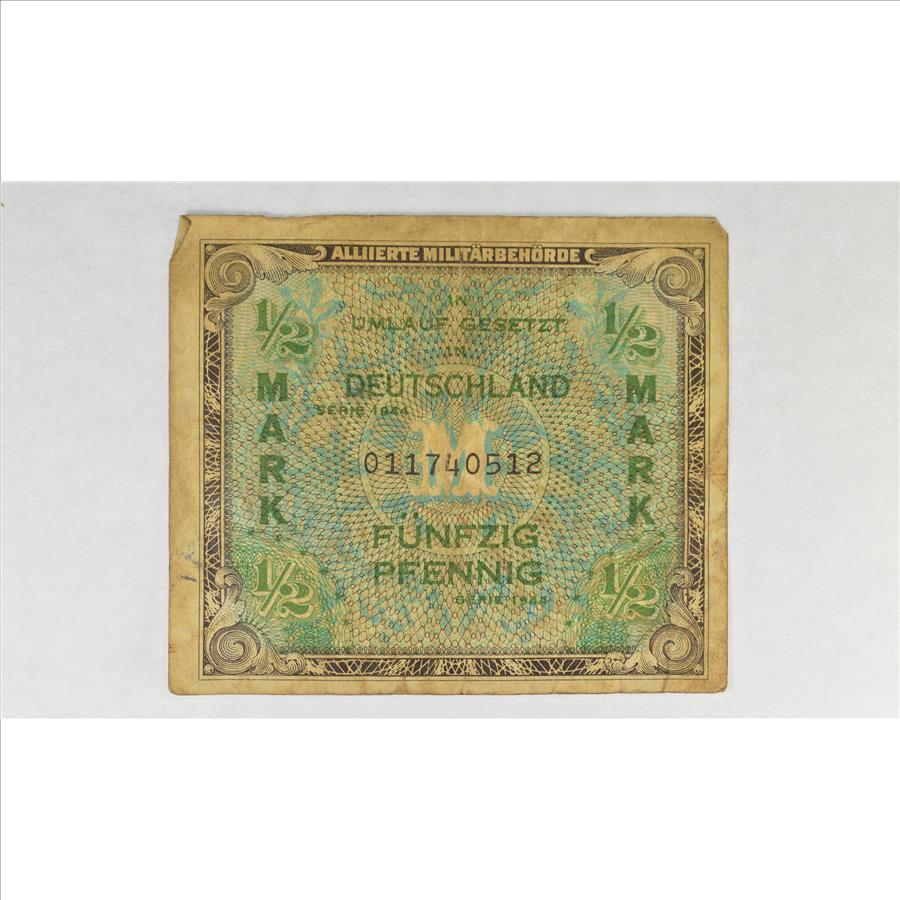 ALLIIERTE MILITÄRBEHÖRDE
1/2 1/2
IN
UMLAUF GESETZT
IN
MARK MARK
DEUTSCHLAND
SERIE 1944
M
011740512
FÜNFZIG
PFENNIG
1/2 1/2
SERIE 1944